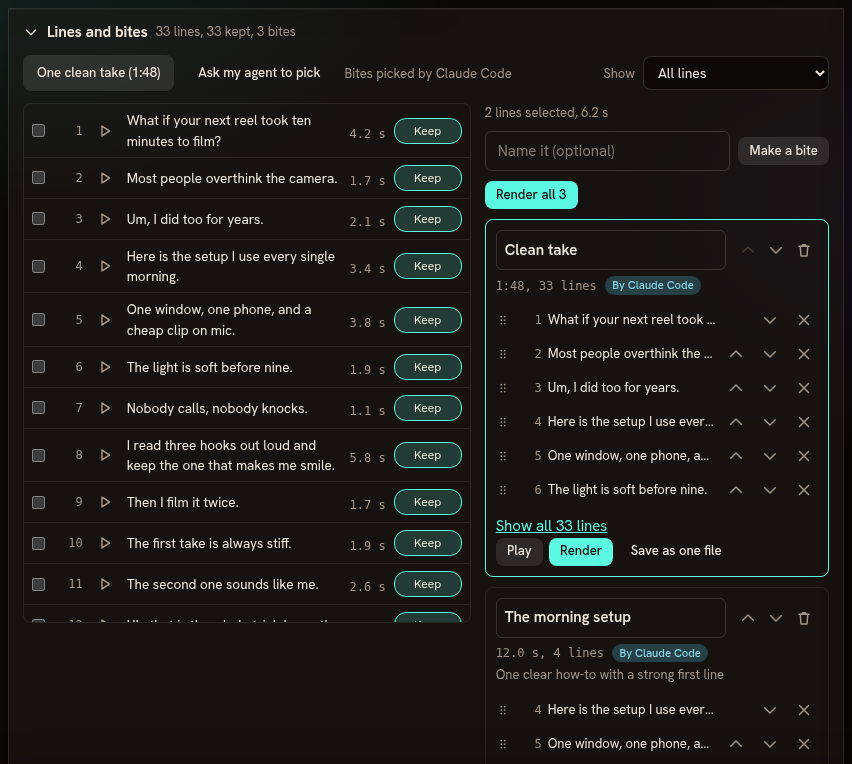 Lines and bites 33 lines, 33 kept, 3 bites
One clean take (1:48) Ask my agent to pick Bites picked by Claude Code Show All lines
1 What if your next reel took ten
minutes to film? 4.2 s Keep
2 Most people overthink the camera. 1.7 s Keep
3 Um, I did too for years. 2.1 s Keep
4 Here is the setup I use every single
morning. 3.4 s Keep
5 One window, one phone, and a
cheap clip on mic. 3.8 s Keep
6 The light is soft before nine. 1.9 s Keep
7 Nobody calls, nobody knocks. 1.1 s Keep
8 I read three hooks out loud and
keep the one that makes me smile. 5.8 s Keep
9 Then I film it twice. 1.7 s Keep
10 The first take is always stiff. 1.9 s Keep
11 The second one sounds like me. 2.6 s Keep
2 lines selected, 6.2 s
Name it (optional) Make a bite
Render all 3
Clean take
1:48, 33 lines By Claude Code
1 What if your next reel took ...
2 Most people overthink the ...
3 Um, I did too for years.
4 Here is the setup I use ever...
5 One window, one phone, a...
6 The light is soft before nine.
Show all 33 lines
Play Render Save as one file
The morning setup
12.0 s, 4 lines By Claude Code
One clear how-to with a strong first line
4 Here is the setup I use ever...
5 One window, one phone, a...